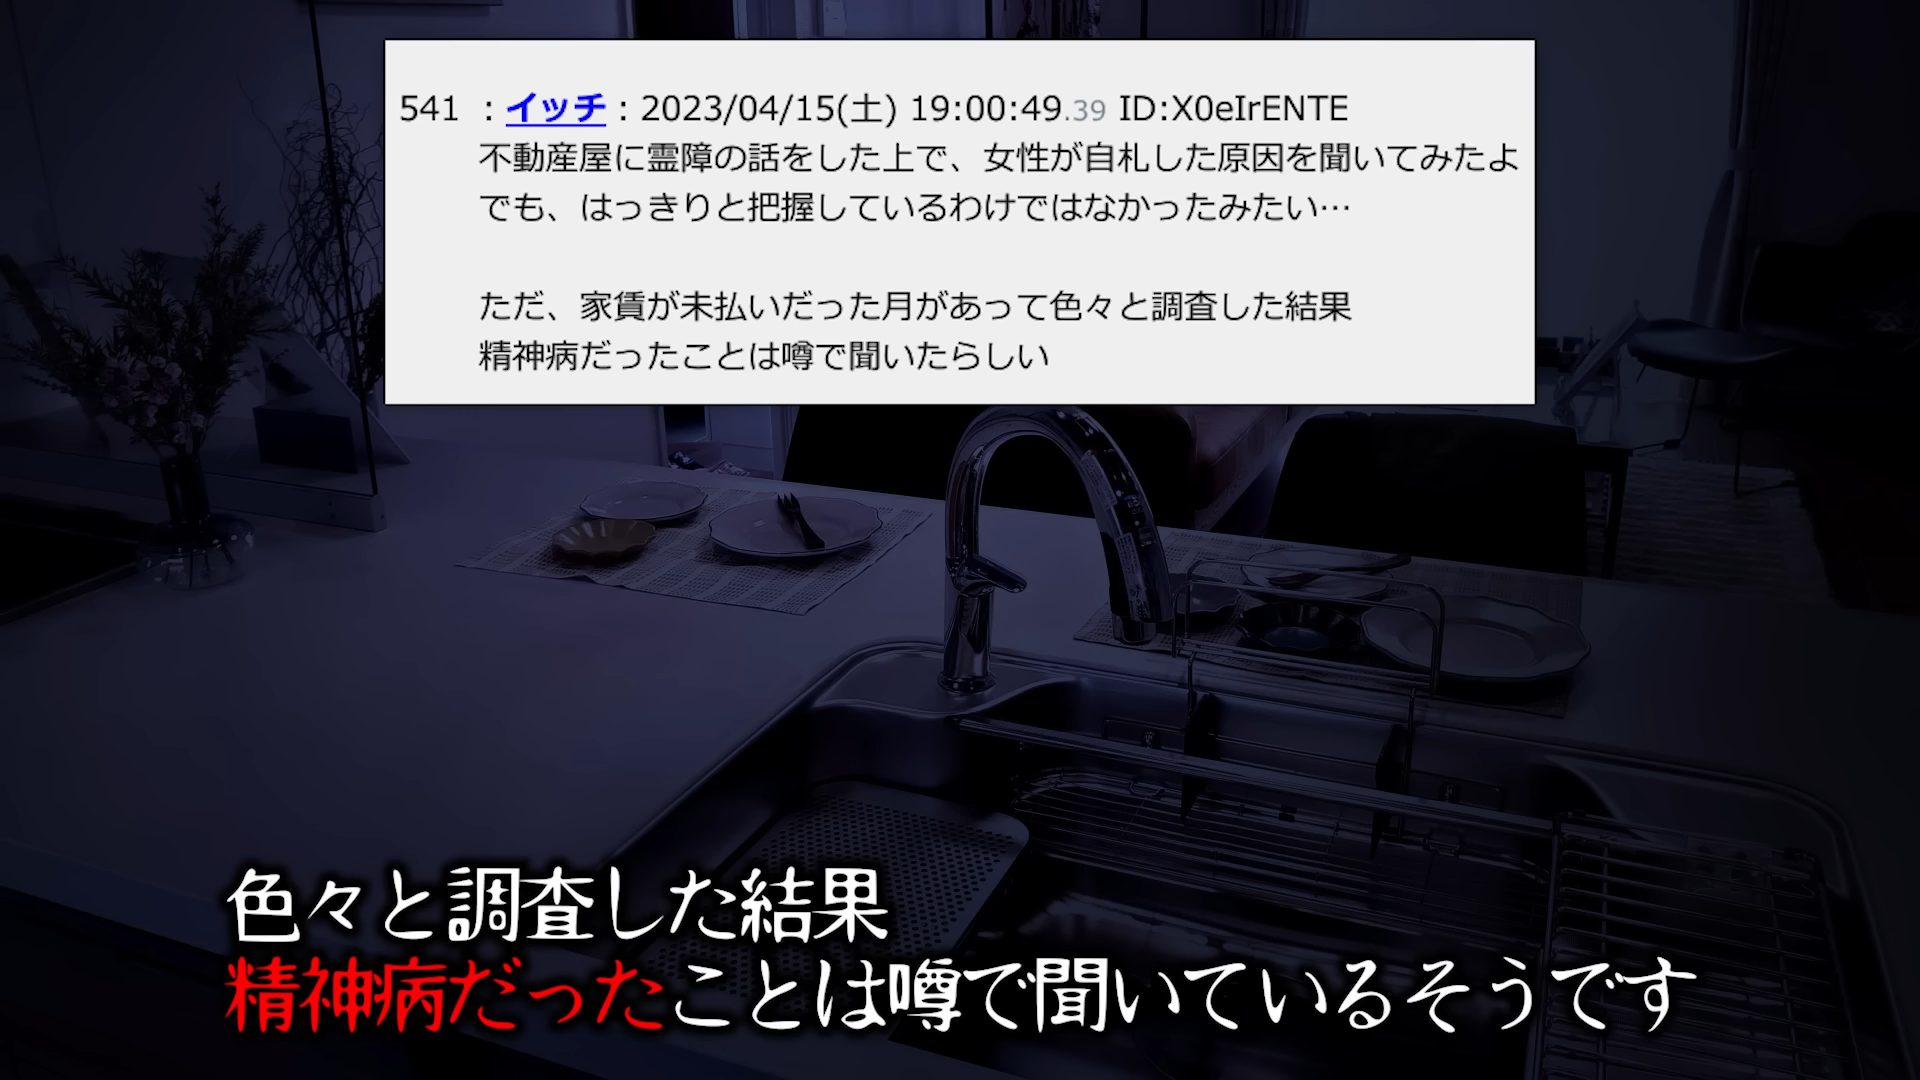 541 ：イッチ：2023/04/15(土) 19:00:49.39 ID:X0eIrENTE
不動産屋に霊障の話をした上で、女性が自札した原因を聞いてみたよ
でも、はっきりと把握しているわけではなかったみたい…
ただ、家賃が未払いだった月があって色々と調査した結果
精神病だったことは噂で聞いたらしい
色々と調査した結果
精神病だったことは噂で聞いているそうです